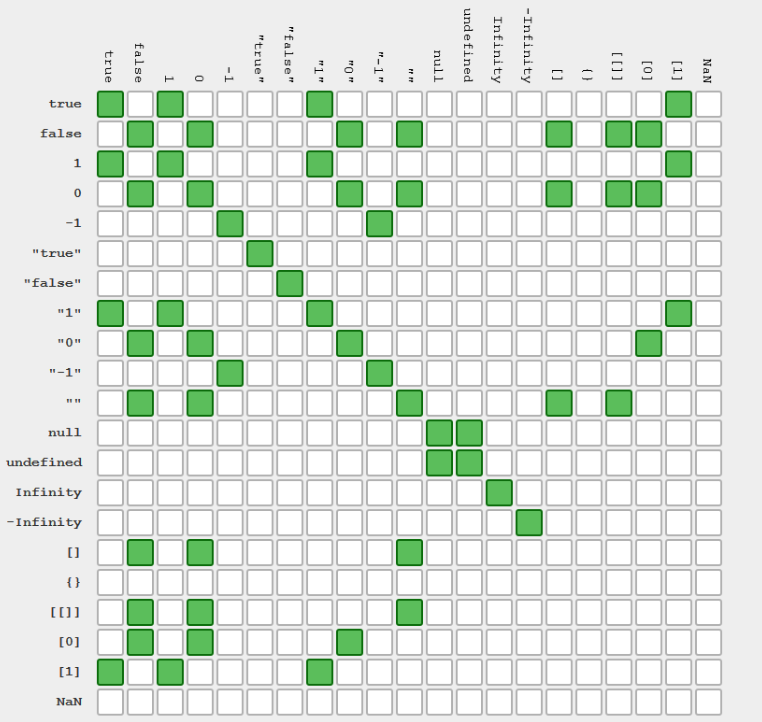 true
false
1
0
-1
"true"
"false"
"1"
"0"
"-1"
""
null
undefined
Infinity
-Infinity
[]
{}
[[]]
[0]
[1]
NaN
true
false
1
0
-1
"true"
"false"
"1"
"0"
"-1"
""
null
undefined
Infinity
-Infinity
[]
{}
[[]]
[0]
[1]
NaN